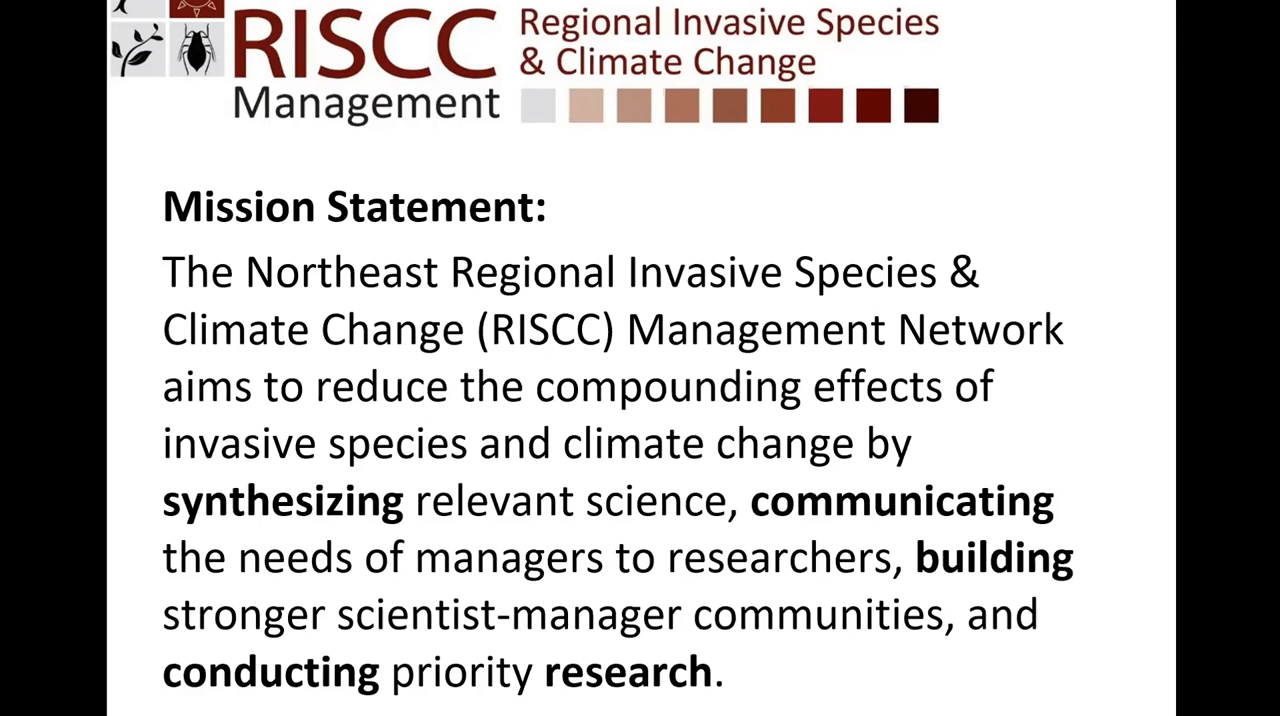 RISCC
Management
Regional Invasive Species
& Climate Change
Mission Statement:
The Northeast Regional Invasive Species &
Climate Change (RISCC) Management Network
aims to reduce the compounding effects of
invasive species and climate change by
synthesizing relevant science, communicating
the needs of managers to researchers, building
stronger scientist-manager communities, and
conducting priority research.